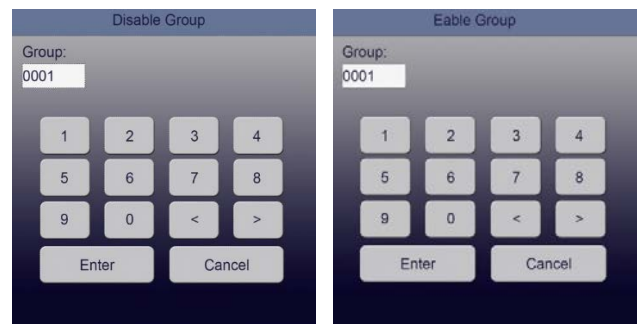 Disable Group
Group:
0001
1 2 3 4
5 6 7 8
9 0 < >
Enter Cancel
Eable Group
Group:
0001
1 2 3 4
5 6 7 8
9 0 < >
Enter Cancel